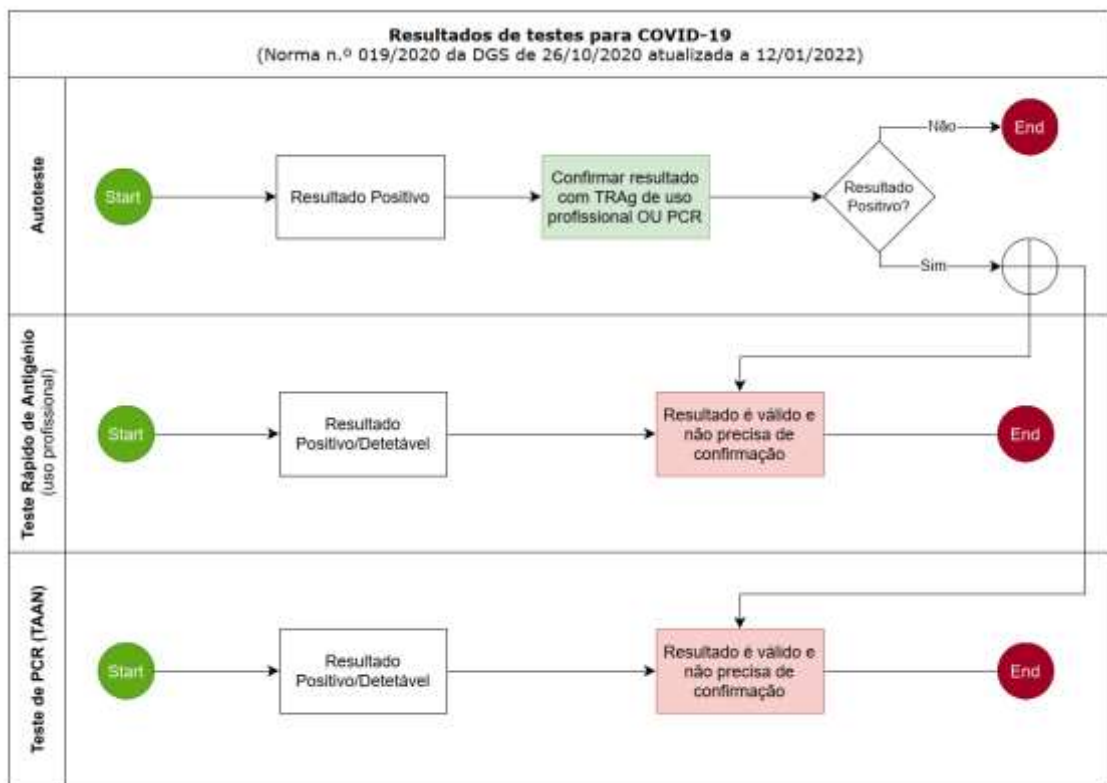 Resultados de testes para COVID-19
(Norma n.º 019/2020 da DGS de 26/10/2020 atualizada a 12/01/2022)
Autoteste
Start
Resultado Positivo
Confirmar resultado
com TRAg de uso
profissional OU PCR
Resultado
Positivo?
Não
End
Sim
Teste Rápido de Antigénio
(uso profissional)
Start
Resultado
Positivo/Detetável
Resultado é válido e
não precisa de
confirmação
End
Teste de PCR (TAAN)
Start
Resultado
Positivo/Detetável
Resultado é válido e
não precisa de
confirmação
End